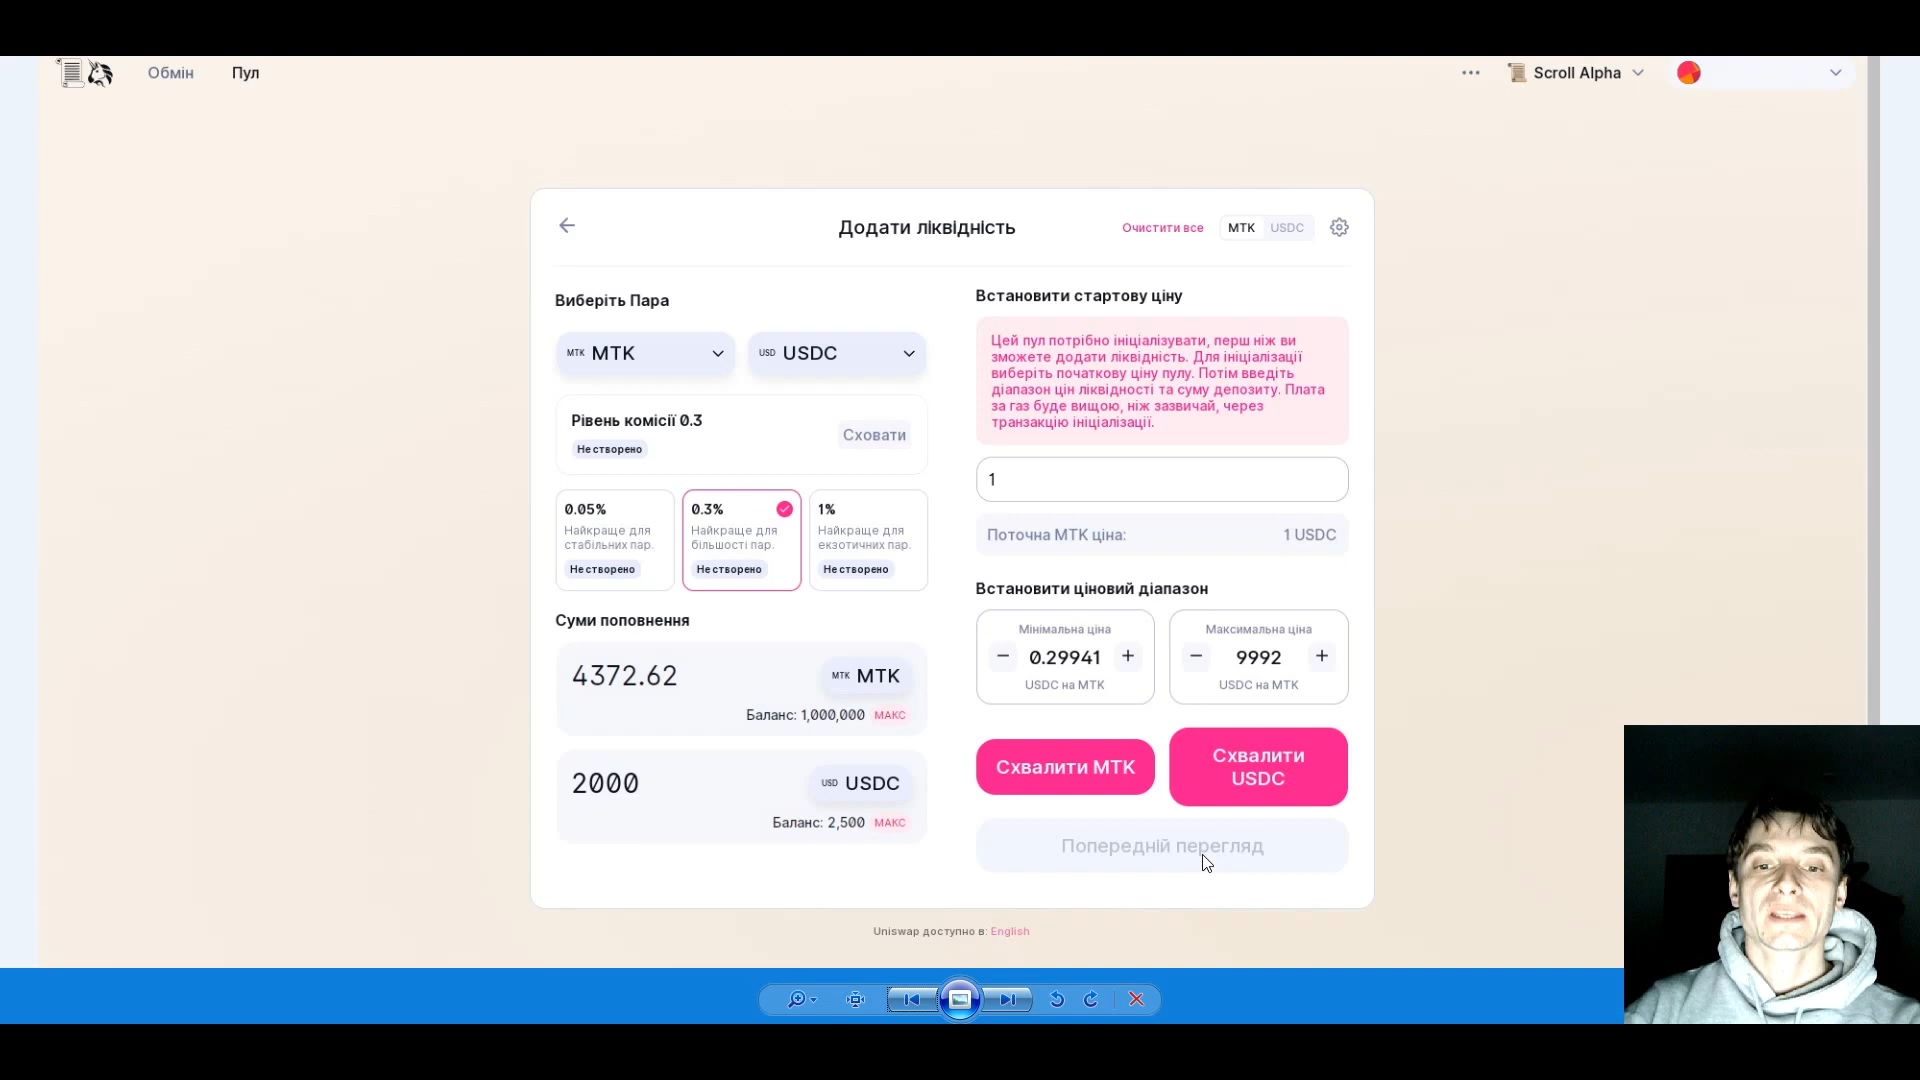 Обмін
Пул
Scroll Alpha
Додати ліквідність
Очистити все
MTK USDC
Виберіть Пара
MTK MTK
USD USDC
Рівень комісії 0.3
Не створено
Сховати
0.05%
Найкраще для
стабільних пар.
Не створено
0.3%
Найкраще для
більшості пар.
Не створено
1%
Найкраще для
екзотичних пар.
Не створено
Суми поповнення
4372.62
MTK MTK
Баланс: 1,000,000 МАКС
2000
USD USDC
Баланс: 2,500 МАКС
Встановити стартову ціну
Цей пул потрібно ініціалізувати, перш ніж ви
зможете додати ліквідність. Для ініціалізації
виберіть початкову ціну пулу. Потім введіть
діапазон цін ліквідності та суму депозиту. Плата
за газ буде вищою, ніж зазвичай, через
транзакцію ініціалізації.
1
Поточна MTK ціна:
1 USDC
Встановити ціновий діапазон
Мінімальна ціна
0.29941
USDC на MTK
Максимальна ціна
9992
USDC на MTK
Схвалити MTK
Схвалити
USDC
Попередній перегляд
Uniswap доступно в: English